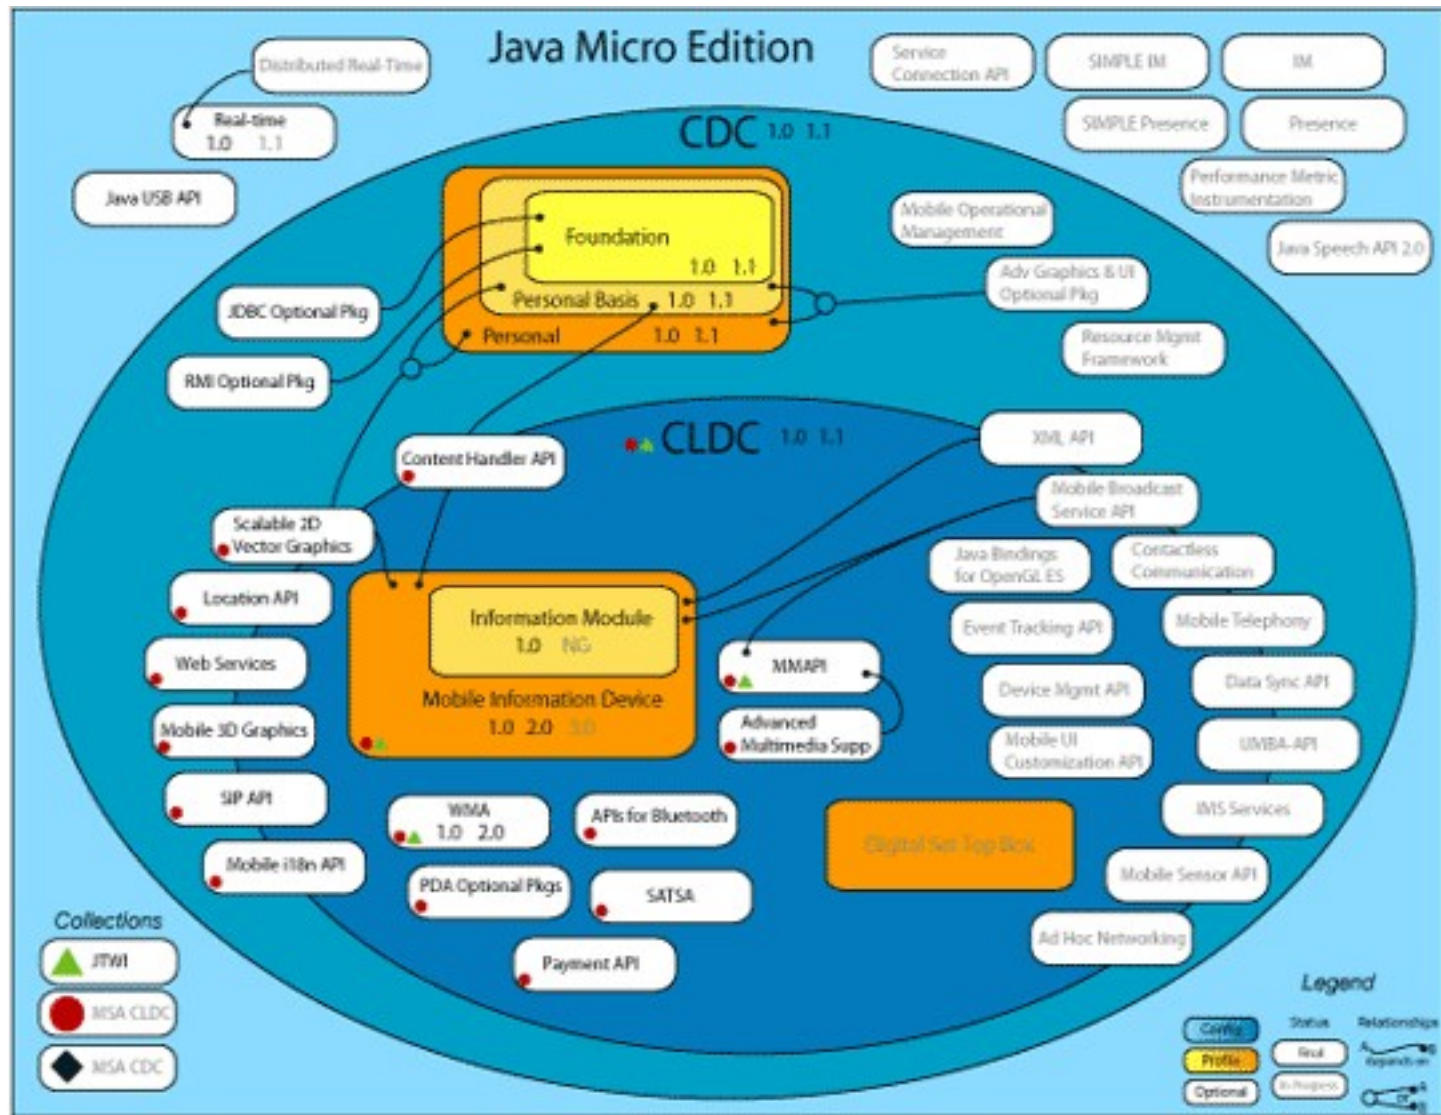 Java Micro Edition
Distributed Real-Time
Real-time
1.0 1.1
Java USB API
Service
Connection API
SIMPLE IM
IM
SIMPLE Presence
Presence
Performance Metric
Instrumentation
Java Speech API 2.0
CDC 1.0 1.1
Foundation
1.0 1.1
Personal Basis 1.0 1.1
Personal 1.0 1.1
Mobile Operational
Management
Adv Graphics & UI
Optional Pkg
Resource Mgmt
Framework
JDBC Optional Pkg
RMI Optional Pkg
CLDC 1.0 1.1
Content Handler API
XML API
Mobile Broadcast
Service API
Scalable 2D
Vector Graphics
Java Bindings
for OpenGL ES
Contactless
Communication
Location API
Information Module
1.0 NG
Event Tracking API
Mobile Telephony
Web Services
MMAPI
Mobile Information Device
1.0 2.0 3.0
Device Mgmt API
Data Sync API
Mobile 3D Graphics
Advanced
Multimedia Supp
Mobile UI
Customization API
UMBA-API
SIP API
WMA
1.0 2.0
APIs for Bluetooth
IMS Services
Digital Set Top Box
Mobile i18n API
PDA Optional Pkgs
SATSA
Mobile Sensor API
Ad Hoc Networking
Payment API
Collections
JTWI
MSA CLDC
MSA CDC
Legend
Config
Profile
Optional
Status
Final
In Progress
Relationships
A B
depends on
A
or
B